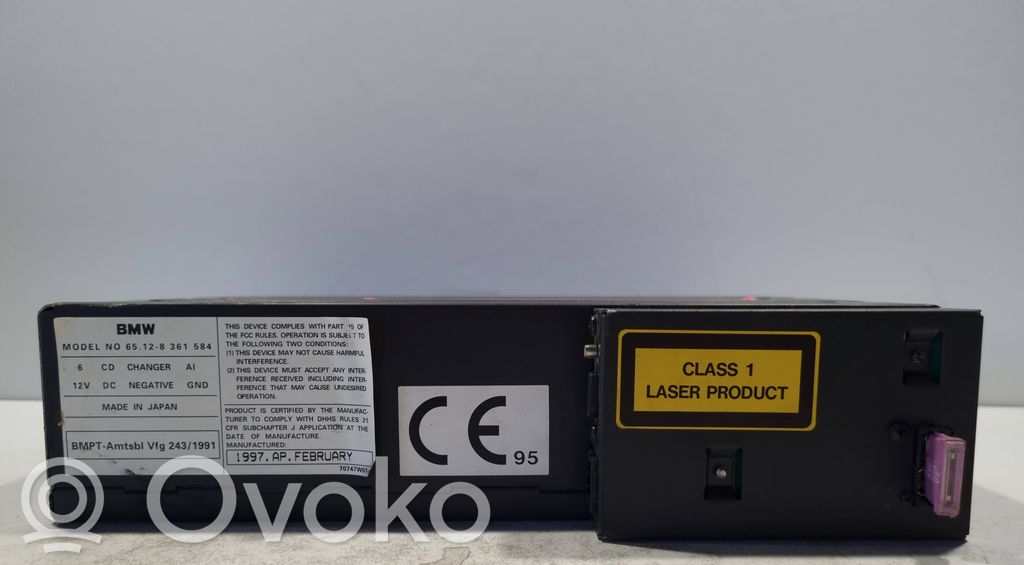 BMW
MODEL NO 65.12-8 361 584
6 CD CHANGER AI
12V DC NEGATIVE GND
MADE IN JAPAN
BMPT-Amtsbl Vfg 243/1991
THIS DEVICE COMPLIES WITH PART 15 OF
THE FCC RULES. OPERATION IS SUBJECT TO
THE FOLLOWING TWO CONDITIONS:
(1) THIS DEVICE MAY NOT CAUSE HARMFUL
INTERFERENCE.
(2) THIS DEVICE MUST ACCEPT ANY INTER-
FERENCE RECEIVED INCLUDING INTER-
FERENCE THAT MAY CAUSE UNDESIRED
OPERATION.
PRODUCT IS CERTIFIED BY THE MANUFAC-
TURER TO COMPLY WITH DHHS RULES 21
CFR SUBCHAPTER J APPLICATION AT THE
DATE OF MANUFACTURE.
MANUFACTURED:
1997.AP.FEBRUARY
CE 95
CLASS 1
LASER PRODUCT
Ovoko